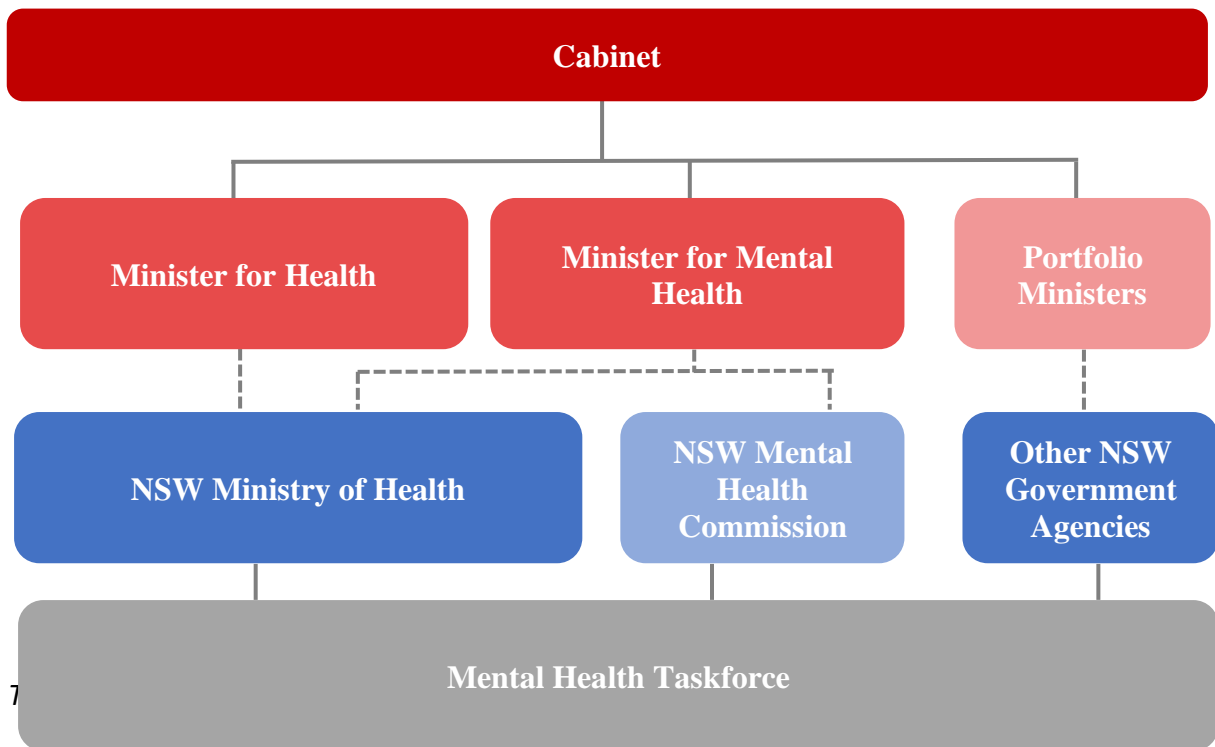 Cabinet
Minister for Health
Minister for Mental
Health
Portfolio
Ministers
NSW Ministry of Health
NSW Mental
Health
Commission
Other NSW
Government
Agencies
Mental Health Taskforce